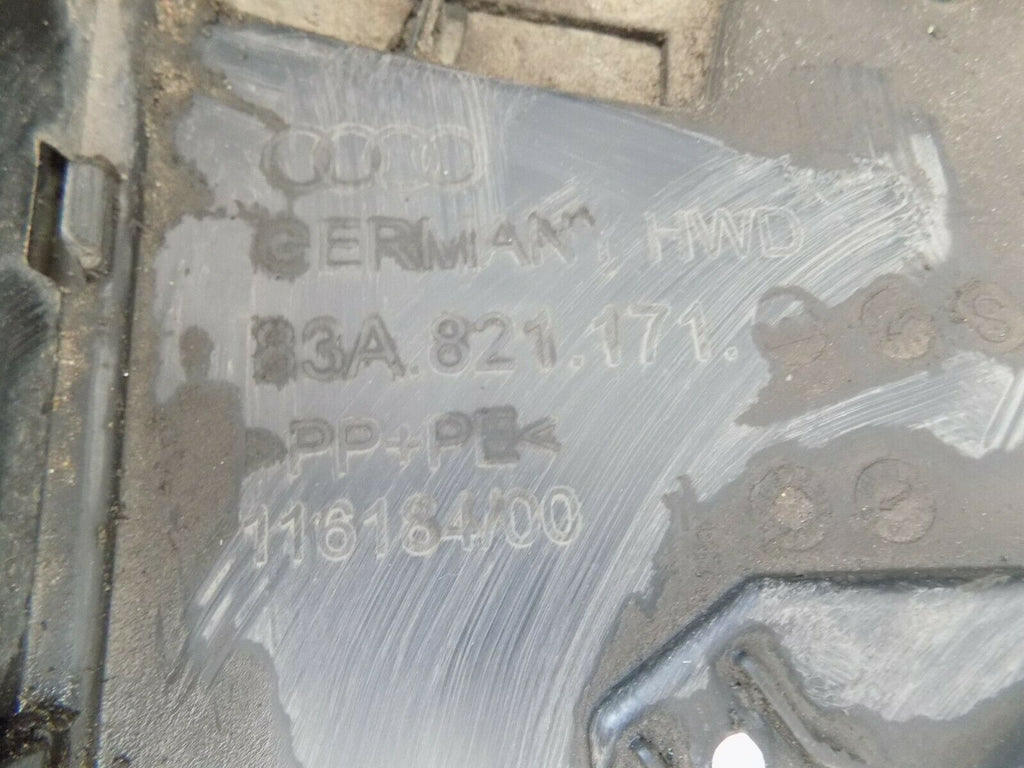 GERMANY HWD
83A.821.171.
>PP+PE<
116184/00